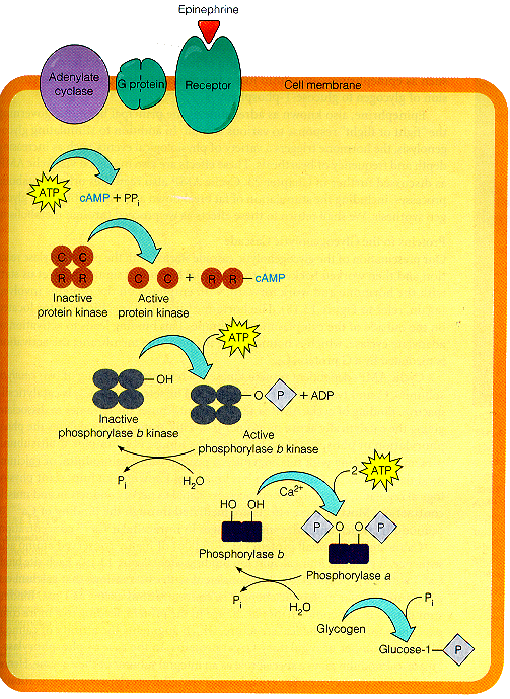 Epinephrine
Adenylate
cyclase
G protein
Receptor
Cell membrane
ATP
cAMP + PPi
C C
R R
C C + R R cAMP
Inactive
protein kinase
Active
protein kinase
ATP
OH
O P + ADP
Inactive
phosphorylase b kinase
Active
phosphorylase b kinase
Pi
H2O
2 ATP
Ca2+
HO OH
P O O P
Phosphorylase b
Phosphorylase a
Pi
H2O
Pi
Glycogen
Glucose-1 P